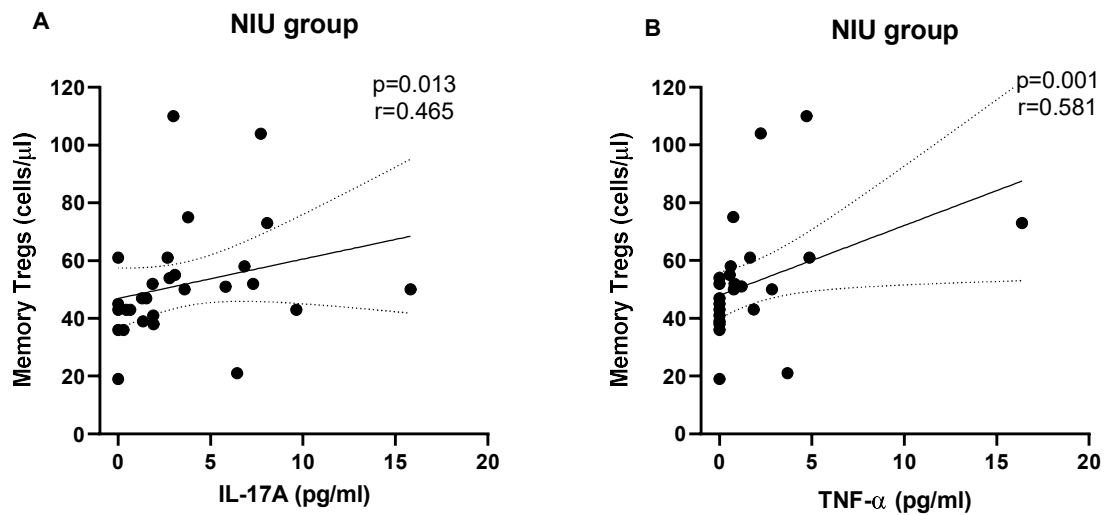 A
NIU group
p=0.013
r=0.465
Memory Tregs (cells/μl)
120
100
80
60
40
20
0
0 5 10 15 20
IL-17A (pg/ml)
B
NIU group
p=0.001
r=0.581
Memory Tregs (cells/μl)
120
100
80
60
40
20
0
0 5 10 15 20
TNF-α (pg/ml)